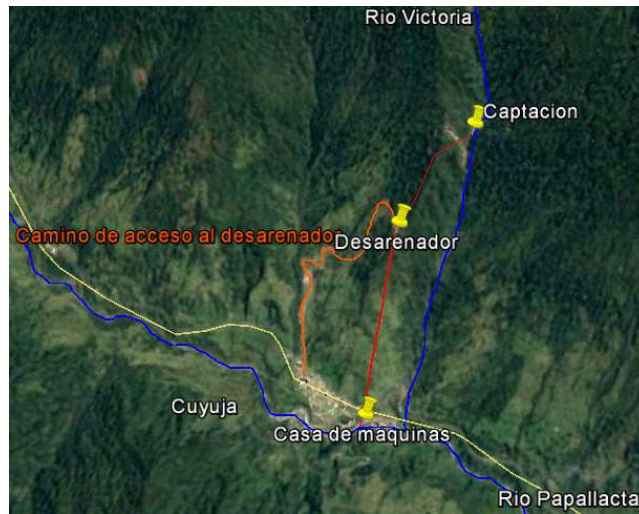 Rio Victoria
Captacion
Camino de acceso al desarenador
Desarenador
Cuyuja
Casa de maquinas
Rio Papallacta